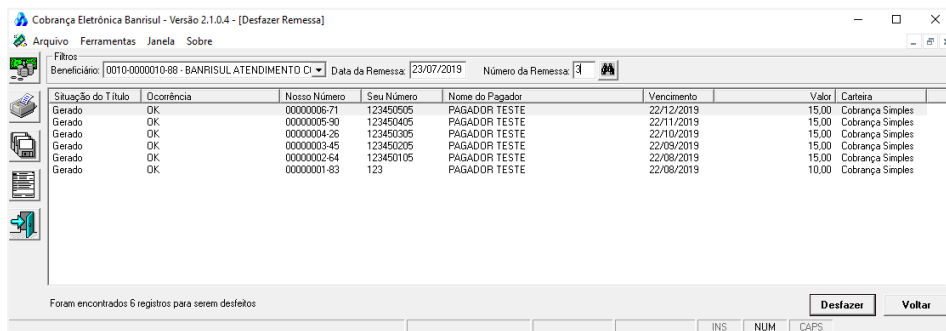 Cobrança Eletrônica Banrisul - Versão 2.1.0.4 - [Desfazer Remessa]
Arquivo Ferramentas Janela Sobre
Filtros
Beneficiário: 0010-0000010-88 - BANRISUL ATENDIMENTO Data da Remessa: 23/07/2019 Número da Remessa: 3
Situação do Título Ocorrência Nosso Número Seu Número Nome do Pagador Vencimento Valor Carteira
Gerado OK 00000006-71 123450505 PAGADOR TESTE 22/12/2019 15,00 Cobrança Simples
Gerado OK 00000005-90 123450405 PAGADOR TESTE 22/11/2019 15,00 Cobrança Simples
Gerado OK 00000004-26 123450305 PAGADOR TESTE 22/10/2019 15,00 Cobrança Simples
Gerado OK 00000003-45 123450205 PAGADOR TESTE 22/09/2019 15,00 Cobrança Simples
Gerado OK 00000002-64 123450105 PAGADOR TESTE 22/08/2019 15,00 Cobrança Simples
Gerado OK 00000001-83 123 PAGADOR TESTE 22/08/2019 10,00 Cobrança Simples
Foram encontrados 6 registros para serem desfeitos
Desfazer Voltar
INS NUM CAPS